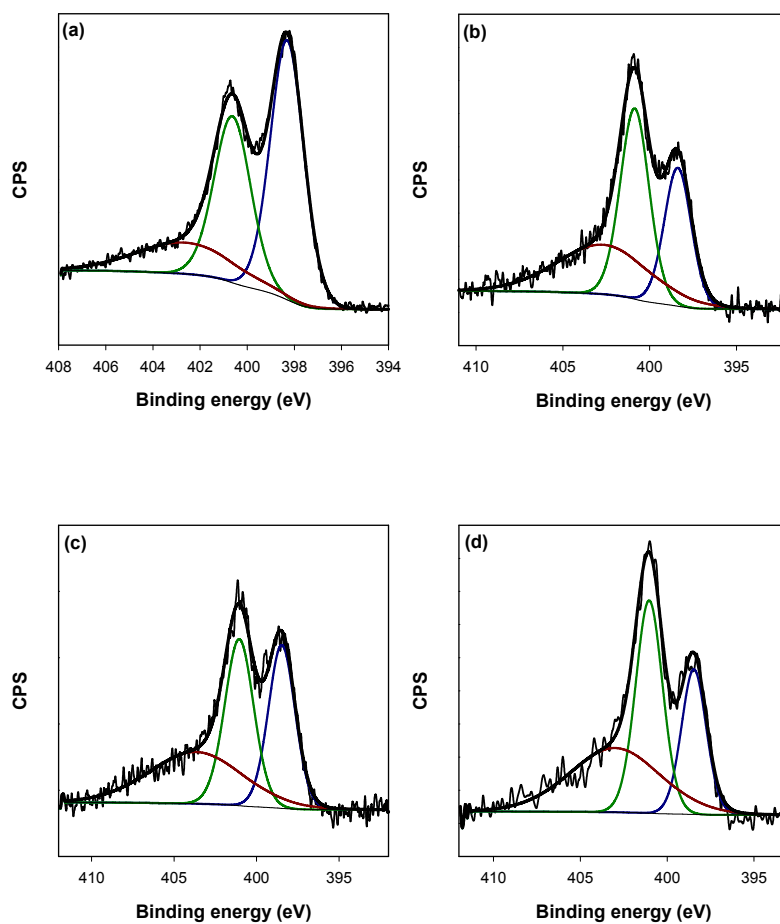 (a)
CPS
408 406 404 402 400 398 396 394
Binding energy (eV)
(b)
CPS
410 405 400 395
Binding energy (eV)
(c)
CPS
410 405 400 395
Binding energy (eV)
(d)
CPS
410 405 400 395
Binding energy (eV)